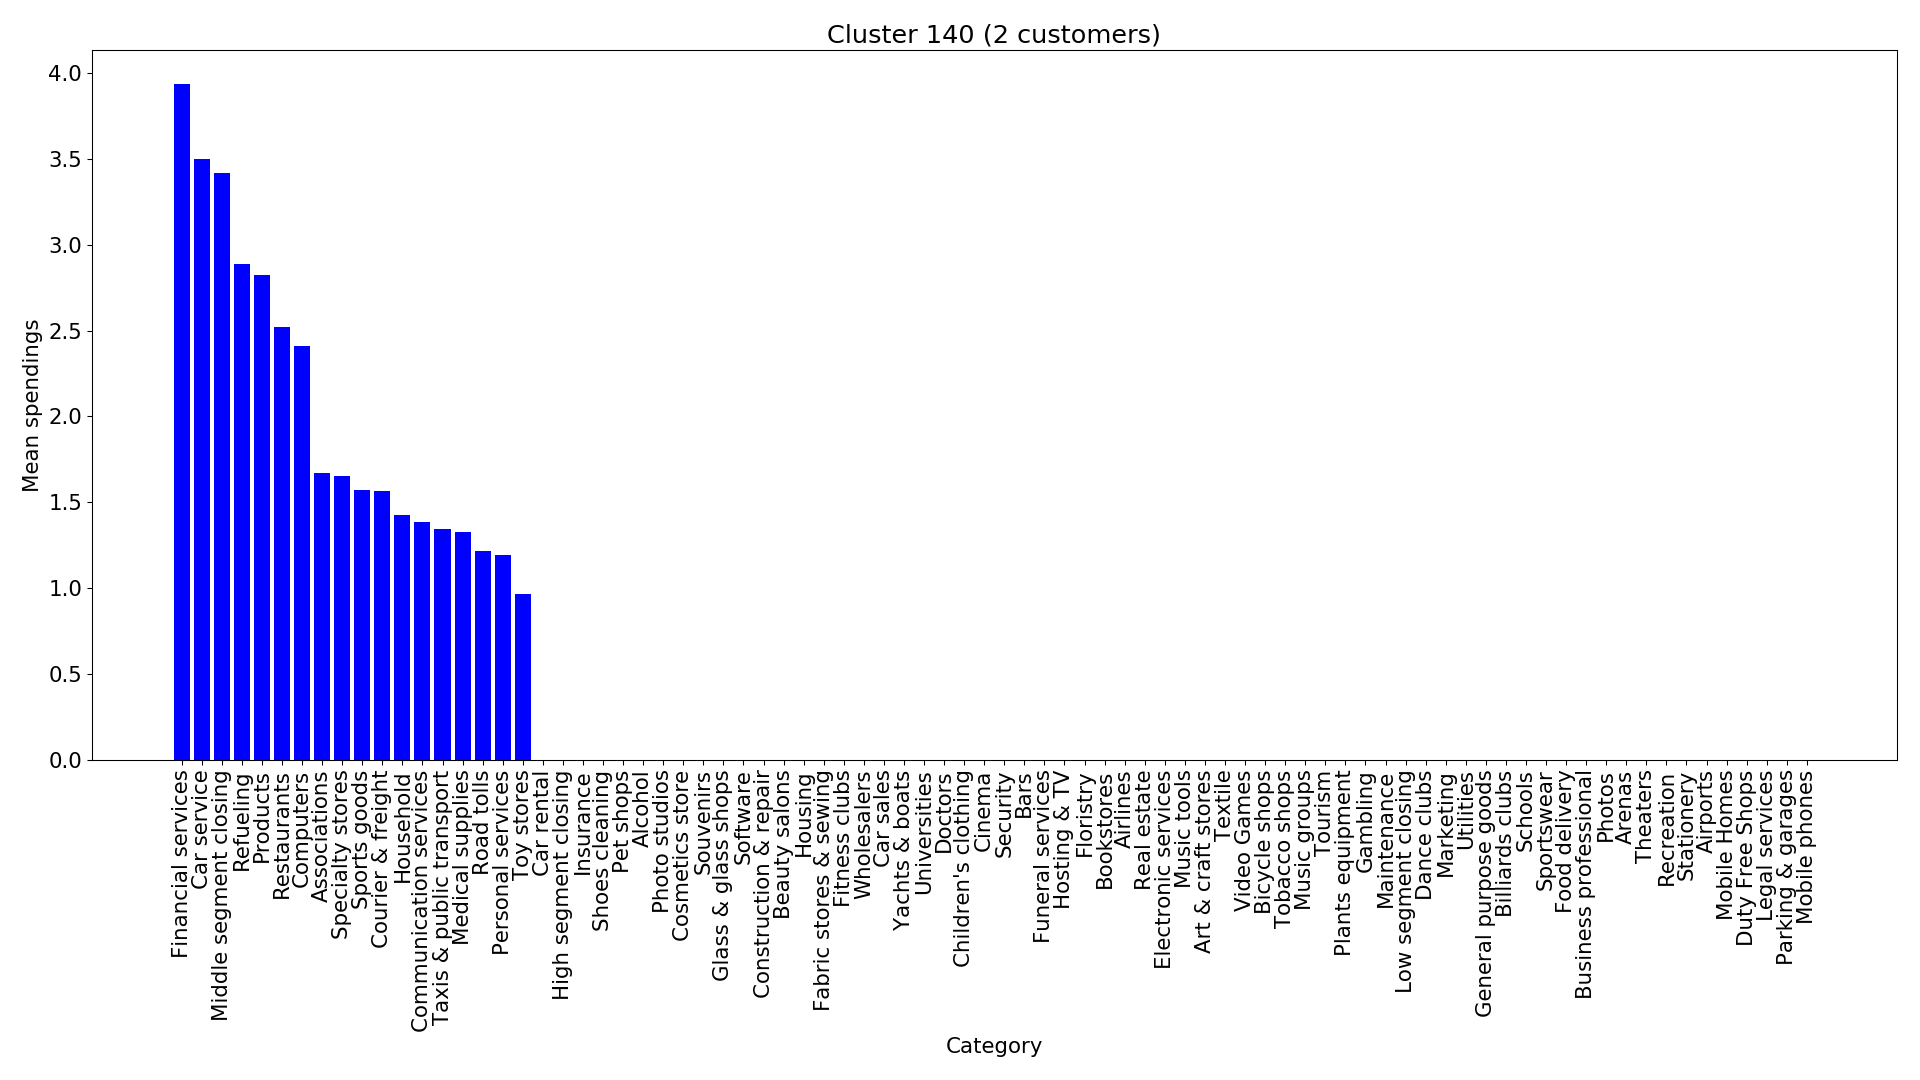 Cluster 140 (2 customers)
Mean spendings
4.0
3.5
3.0
2.5
2.0
1.5
1.0
0.5
0.0
Financial services
Car service
Middle segment closing
Refueling
Products
Restaurants
Computers
Associations
Specialty stores
Sports goods
Courier & freight
Household
Communication services
Taxis & public transport
Medical supplies
Road tolls
Personal services
Toy stores
Car rental
High segment closing
Insurance
Shoes cleaning
Pet shops
Alcohol
Photo studios
Cosmetics store
Souvenirs
Glass & glass shops
Software
Construction & repair
Beauty salons
Housing
Fabric stores & sewing
Fitness clubs
Wholesalers
Car sales
Yachts & boats
Universities
Doctors
Children's clothing
Cinema
Security
Bars
Funeral services
Hosting & TV
Floristry
Bookstores
Airlines
Real estate
Electronic services
Music tools
Art & craft stores
Textile
Video Games
Bicycle shops
Tobacco shops
Music groups
Tourism
Plants equipment
Gambling
Maintenance
Low segment closing
Dance clubs
Marketing
Utilities
General purpose goods
Billiards clubs
Schools
Sportswear
Food delivery
Business professional
Photos
Arenas
Theaters
Recreation
Stationery
Airports
Mobile Homes
Duty Free Shops
Legal services
Parking & garages
Mobile phones
Category